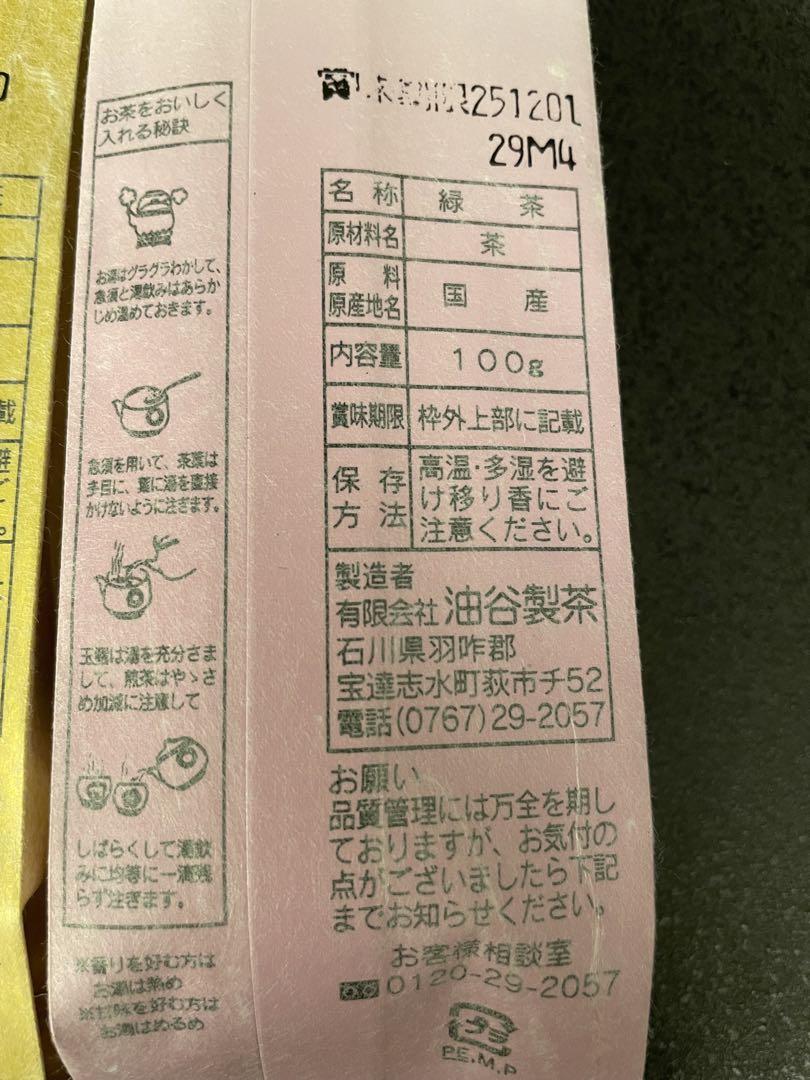 お茶をおいしく
入れる秘訣
お湯はグラグラわかして、
急須と湯飲みはあらか
じめ温めておきます。
急須を用いて、茶葉は
多目に、葉に湯を直接
かけないように注ぎます。
玉露は湯を充分さま
して、煎茶はやゝさ
め加減に注意して
しばらくして湯飲
みに均等に一滴残
らず注ぎます。
※香りを好む方は
お湯は熱め
※甘味を好む方は
お湯はぬるめ
賞味期限251201
29M4
名称 緑茶
原材料名 茶
原料
原産地名 国産
内容量 100g
賞味期限 枠外上部に記載
保存
方法 高温・多湿を避
け移り香にご
注意ください。
製造者
有限会社 油谷製茶
石川県羽咋郡
宝達志水町荻市チ52
電話(0767)29-2057
お願い
品質管理には万全を期し
ておりますが、お気付の
点がございましたら下記
までお知らせください。
お客様相談室
0120-29-2057
PE.M.P